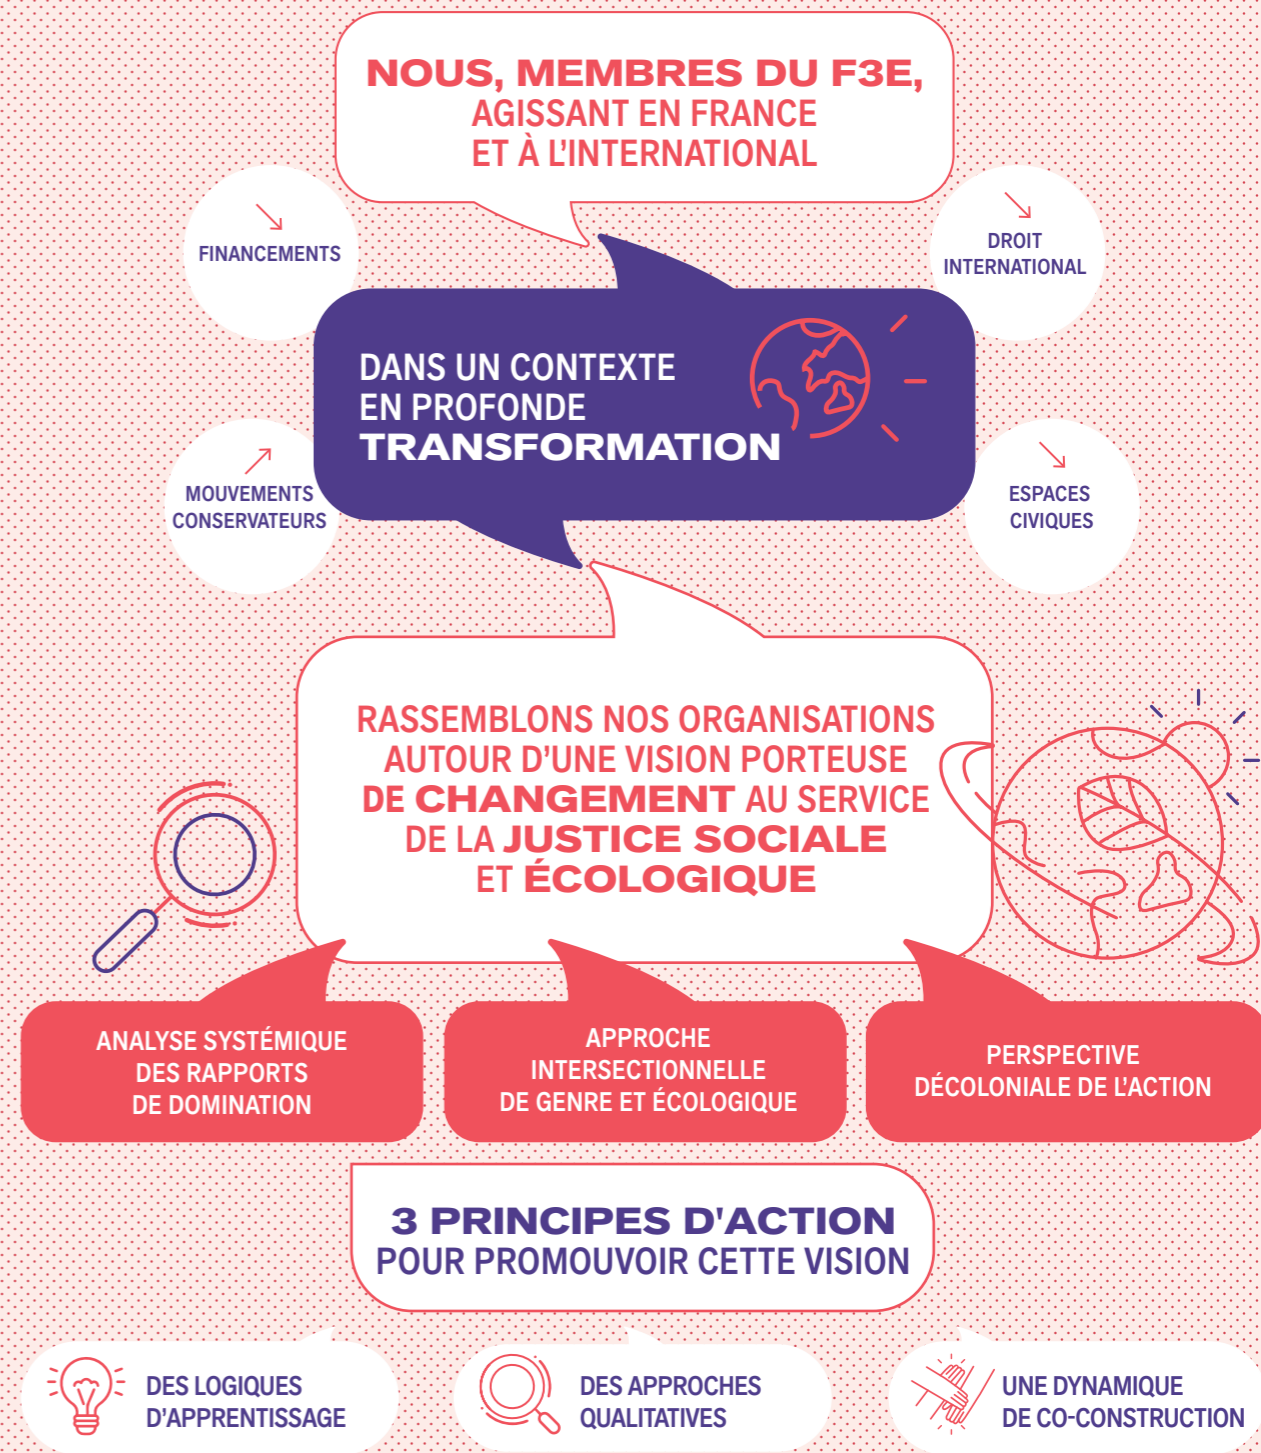 NOUS, MEMBRES DU F3E,
AGISSANT EN FRANCE
ET À L'INTERNATIONAL
FINANCEMENTS
DROIT
INTERNATIONAL
DANS UN CONTEXTE
EN PROFONDE
TRANSFORMATION
MOUVEMENTS
CONSERVATEURS
ESPACES
CIVIQUES
RASSEMBLONS NOS ORGANISATIONS
AUTOUR D'UNE VISION PORTEUSE
DE CHANGEMENT AU SERVICE
DE LA JUSTICE SOCIALE
ET ÉCOLOGIQUE
ANALYSE SYSTÉMIQUE
DES RAPPORTS
DE DOMINATION
APPROCHE
INTERSECTIONNELLE
DE GENRE ET ÉCOLOGIQUE
PERSPECTIVE
DÉCOLONIALE DE L'ACTION
3 PRINCIPES D'ACTION
POUR PROMOUVOIR CETTE VISION
DES LOGIQUES
D'APPRENTISSAGE
DES APPROCHES
QUALITATIVES
UNE DYNAMIQUE
DE CO-CONSTRUCTION